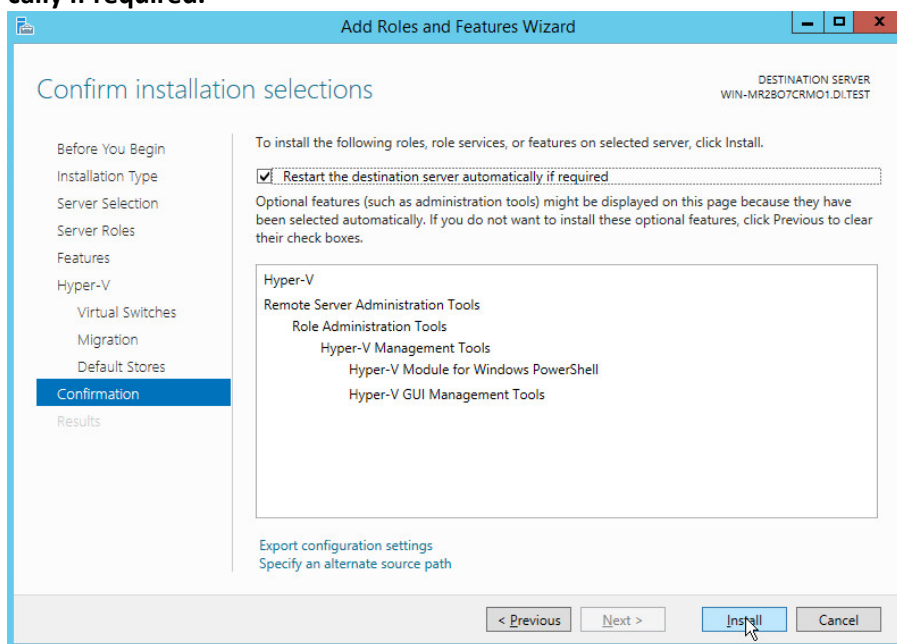 cally if required.
Add Roles and Features Wizard
Confirm installation selections
DESTINATION SERVER
WIN-MR2BO7CRMO1.DI.TEST
Before You Begin
Installation Type
Server Selection
Server Roles
Features
Hyper-V
Virtual Switches
Migration
Default Stores
Confirmation
Results
To install the following roles, role services, or features on selected server, click Install.
Restart the destination server automatically if required
Optional features (such as administration tools) might be displayed on this page because they have
been selected automatically. If you do not want to install these optional features, click Previous to clear
their check boxes.
Hyper-V
Remote Server Administration Tools
Role Administration Tools
Hyper-V Management Tools
Hyper-V Module for Windows PowerShell
Hyper-V GUI Management Tools
Export configuration settings
Specify an alternate source path
< Previous
Next >
Install
Cancel